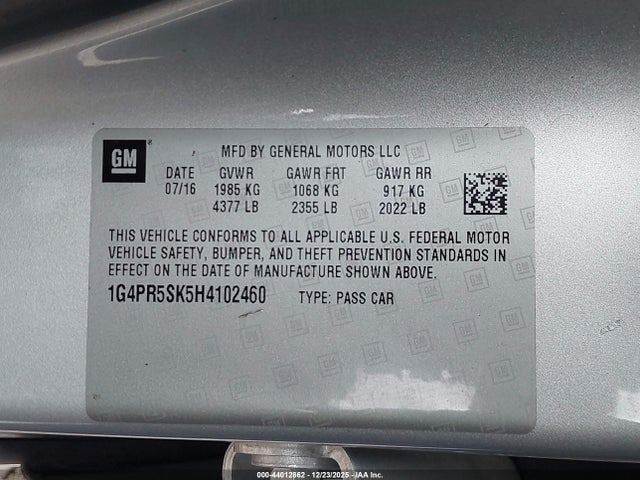 GM
MFD BY GENERAL MOTORS LLC
DATE GVWR GAWR FRT GAWR RR
07/16 1985 KG 1068 KG 917 KG
4377 LB 2355 LB 2022 LB
THIS VEHICLE CONFORMS TO ALL APPLICABLE U.S. FEDERAL MOTOR
VEHICLE SAFETY, BUMPER, AND THEFT PREVENTION STANDARDS IN
EFFECT ON THE DATE OF MANUFACTURE SHOWN ABOVE.
1G4PR5SK5H4102460 TYPE: PASS CAR
000-44012862 - 12/23/2025 - IAA Inc.